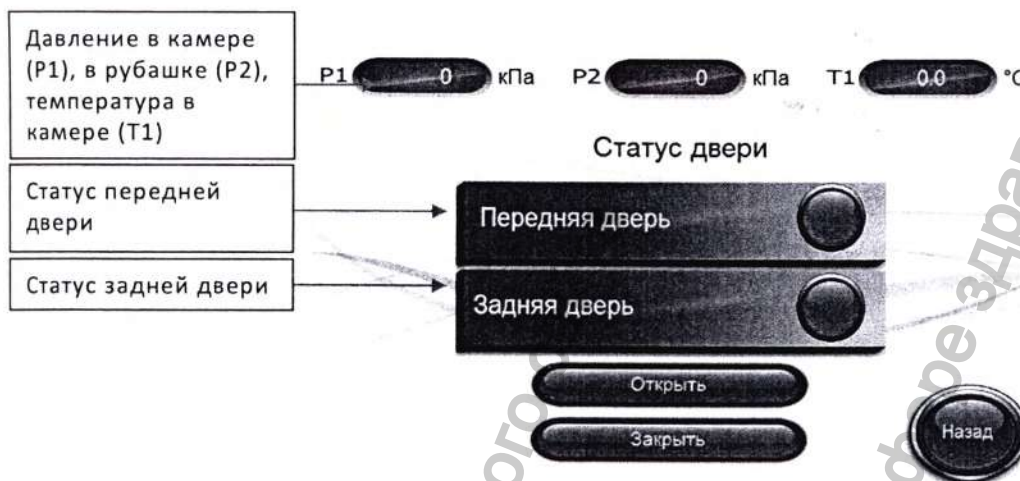 Давление в камере
(P1), в рубашке (P2),
температура в
камере (T1)
P1 0 кПа P2 0 кПа T1 0.0 °C
Статус двери
Статус передней
двери
Передняя дверь
Статус задней двери
Задняя дверь
Открыть
Закрыть
Назад